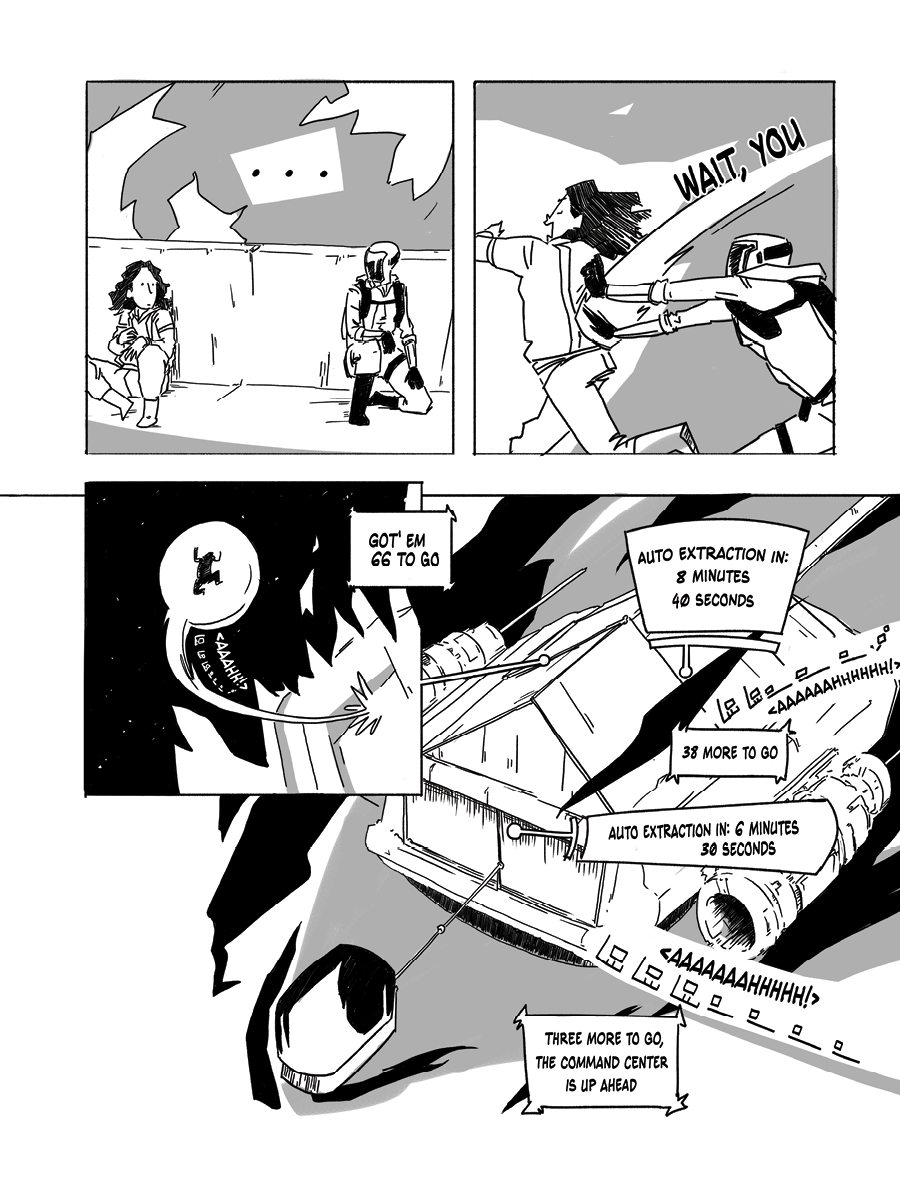 . . .
WAIT, YOU
GOT' EM
66 TO GO
<AAAHH!>
AUTO EXTRACTION IN:
8 MINUTES
40 SECONDS
<AAAAAAHHHHHH!>
38 MORE TO GO
AUTO EXTRACTION IN: 6 MINUTES
30 SECONDS
<AAAAAAAHHHHH!>
THREE MORE TO GO,
THE COMMAND CENTER
IS UP AHEAD